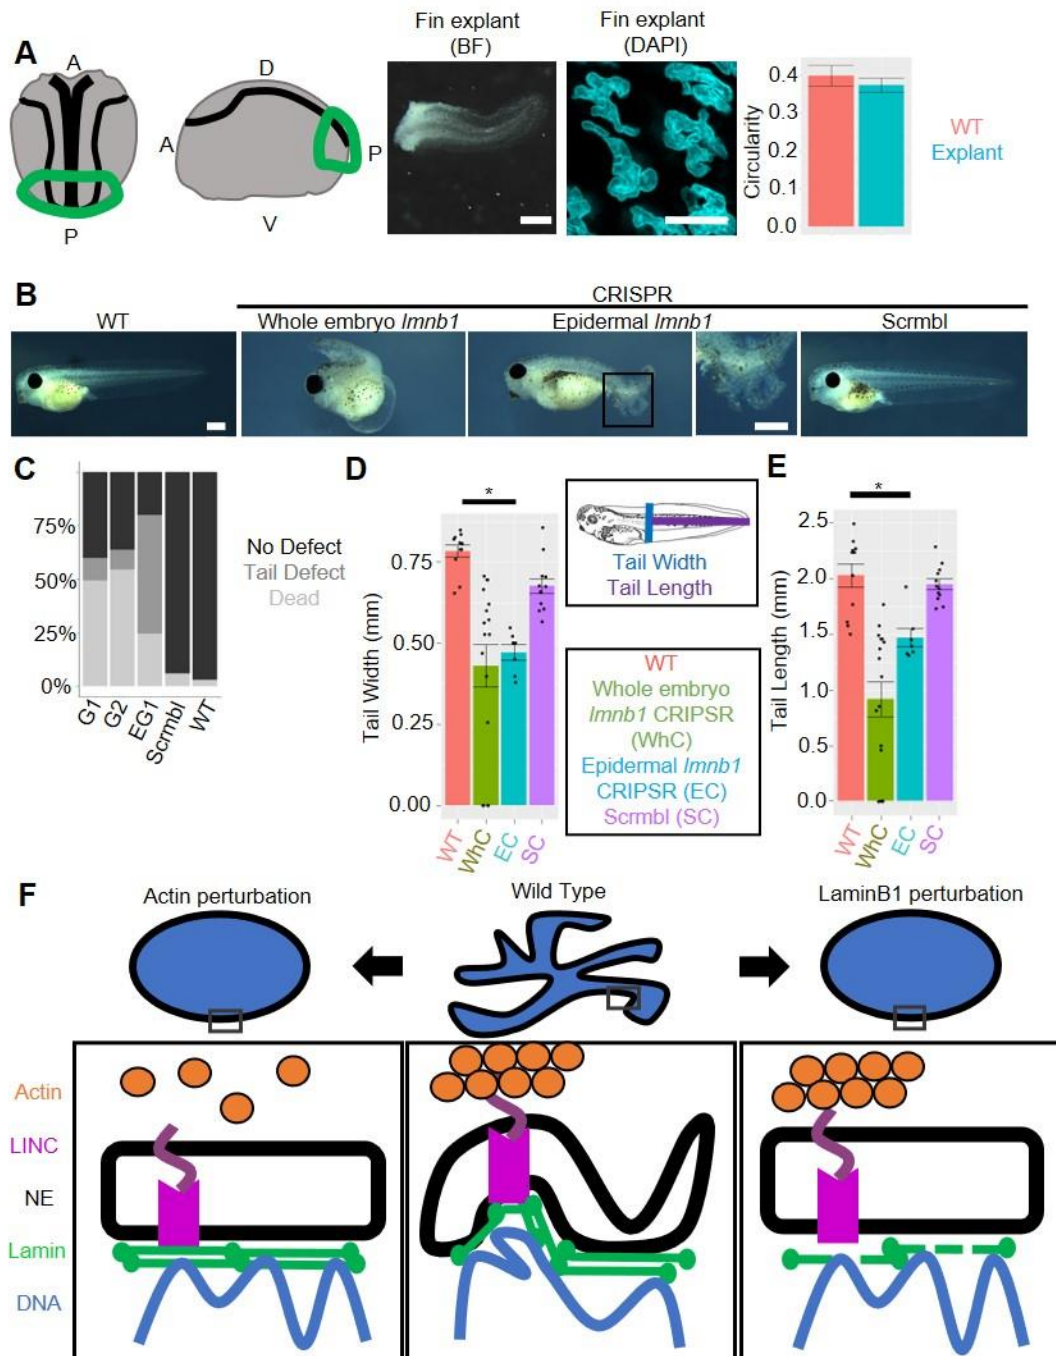 A
A
P
D
A
P
V
Fin explant
(BF)
Fin explant
(DAPI)
Circularity
0.4
0.3
0.2
0.1
0.0
WT
Explant
B
CRISPR
WT
Whole embryo lmnb1
Epidermal lmnb1
Scrmbl
C
75%
50%
25%
0%
G1
G2
EG1
Scrmbl
WT
No Defect
Tail Defect
Dead
D
*
Tail Width (mm)
0.75
0.50
0.25
0.00
WT
WhC
EC
SC
Tail Width
Tail Length
WT
Whole embryo
lmnb1 CRIPSR
(WhC)
Epidermal lmnb1
CRIPSR (EC)
Scrmbl (SC)
E
*
Tail Length (mm)
2.5
2.0
1.5
1.0
0.5
0.0
WT
WhC
EC
SC
F
Actin perturbation
Wild Type
LaminB1 perturbation
Actin
LINC
NE
Lamin
DNA